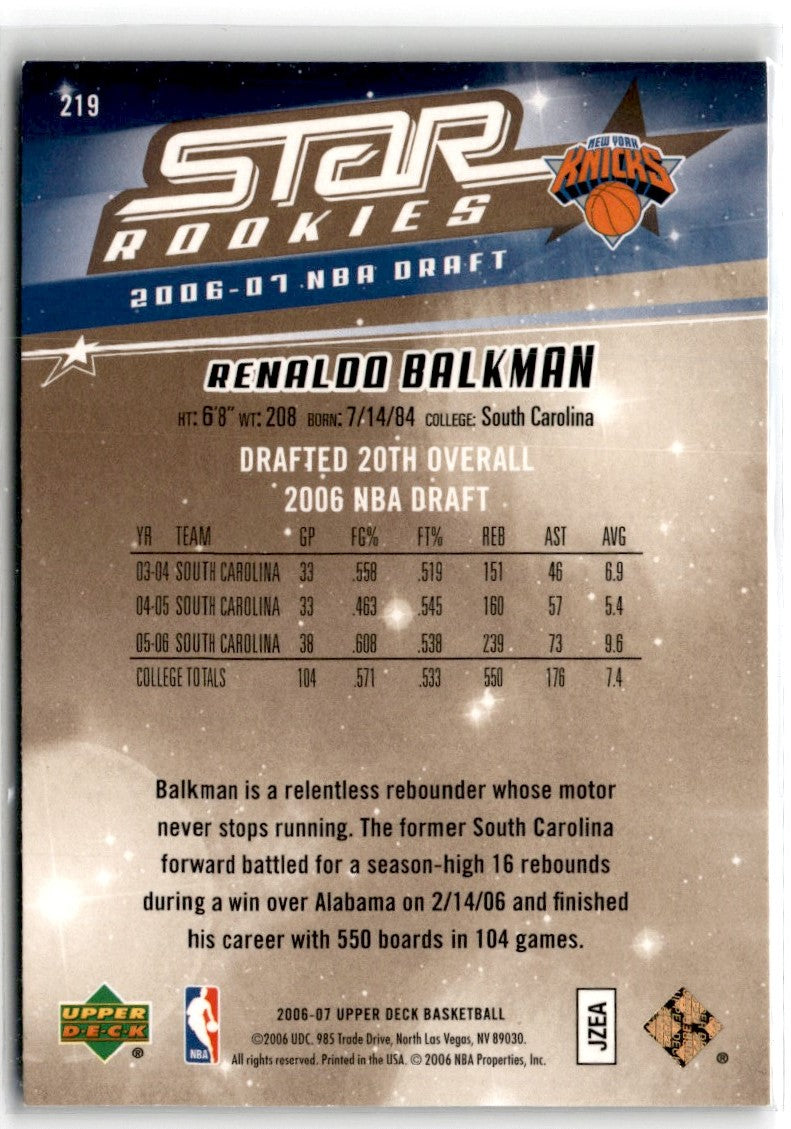 219
STAR
ROOKIES
NEW YORK
KNICKS
2006-07 NBA DRAFT
RENALDO BALKMAN
HT: 6'8" WT: 208 BORN: 7/14/84 COLLEGE: South Carolina
DRAFTED 20TH OVERALL
2006 NBA DRAFT
YR TEAM GP FG% FT% REB AST AVG
03-04 SOUTH CAROLINA 33 .558 .519 151 46 6.9
04-05 SOUTH CAROLINA 33 .463 .545 160 57 5.4
05-06 SOUTH CAROLINA 38 .608 .538 239 73 9.6
COLLEGE TOTALS 104 .571 .533 550 176 7.4
Balkman is a relentless rebounder whose motor
never stops running. The former South Carolina
forward battled for a season-high 16 rebounds
during a win over Alabama on 2/14/06 and finished
his career with 550 boards in 104 games.
UPPER
DECK
®
NBA
2006-07 UPPER DECK BASKETBALL
©2006 UDC. 985 Trade Drive, North Las Vegas, NV 89030.
All rights reserved. Printed in the USA. © 2006 NBA Properties, Inc.
JZEA
®